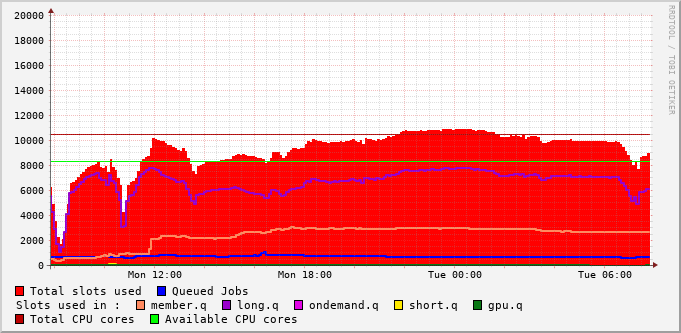 RRDTOOL / TOBI OETIKER
20000
18000
16000
14000
12000
10000
8000
6000
4000
2000
0
Mon 12:00 Mon 18:00 Tue 00:00 Tue 06:00
Total slots used Queued Jobs
Slots used in : member.q long.q ondemand.q short.q gpu.q
Total CPU cores Available CPU cores